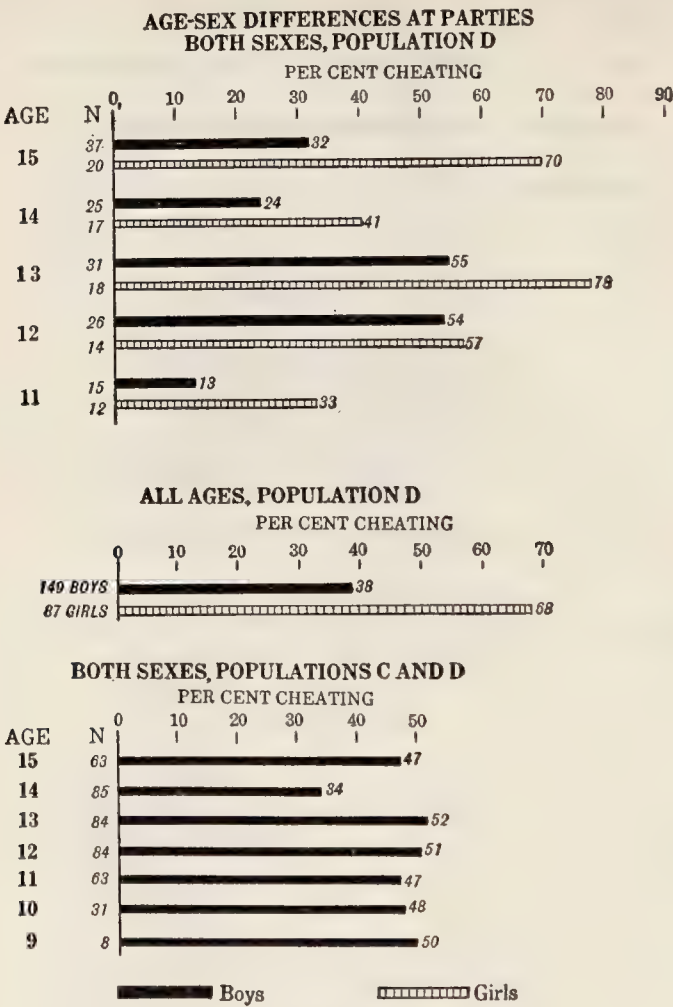 AGE-SEX DIFFERENCES AT PARTIES
BOTH SEXES, POPULATION D
PER CENT CHEATING
AGE N 0 10 20 30 40 50 60 70 80 90
15 37 32
20 70
14 25 24
17 41
13 31 55
18 78
12 26 54
14 57
11 15 13
12 33
ALL AGES, POPULATION D
PER CENT CHEATING
0 10 20 30 40 50 60 70
149 BOYS 38
87 GIRLS 68
BOTH SEXES, POPULATIONS C AND D
PER CENT CHEATING
AGE N 0 10 20 30 40 50
15 63 47
14 85 34
13 84 52
12 84 51
11 63 47
10 31 48
9 8 50
Boys Girls